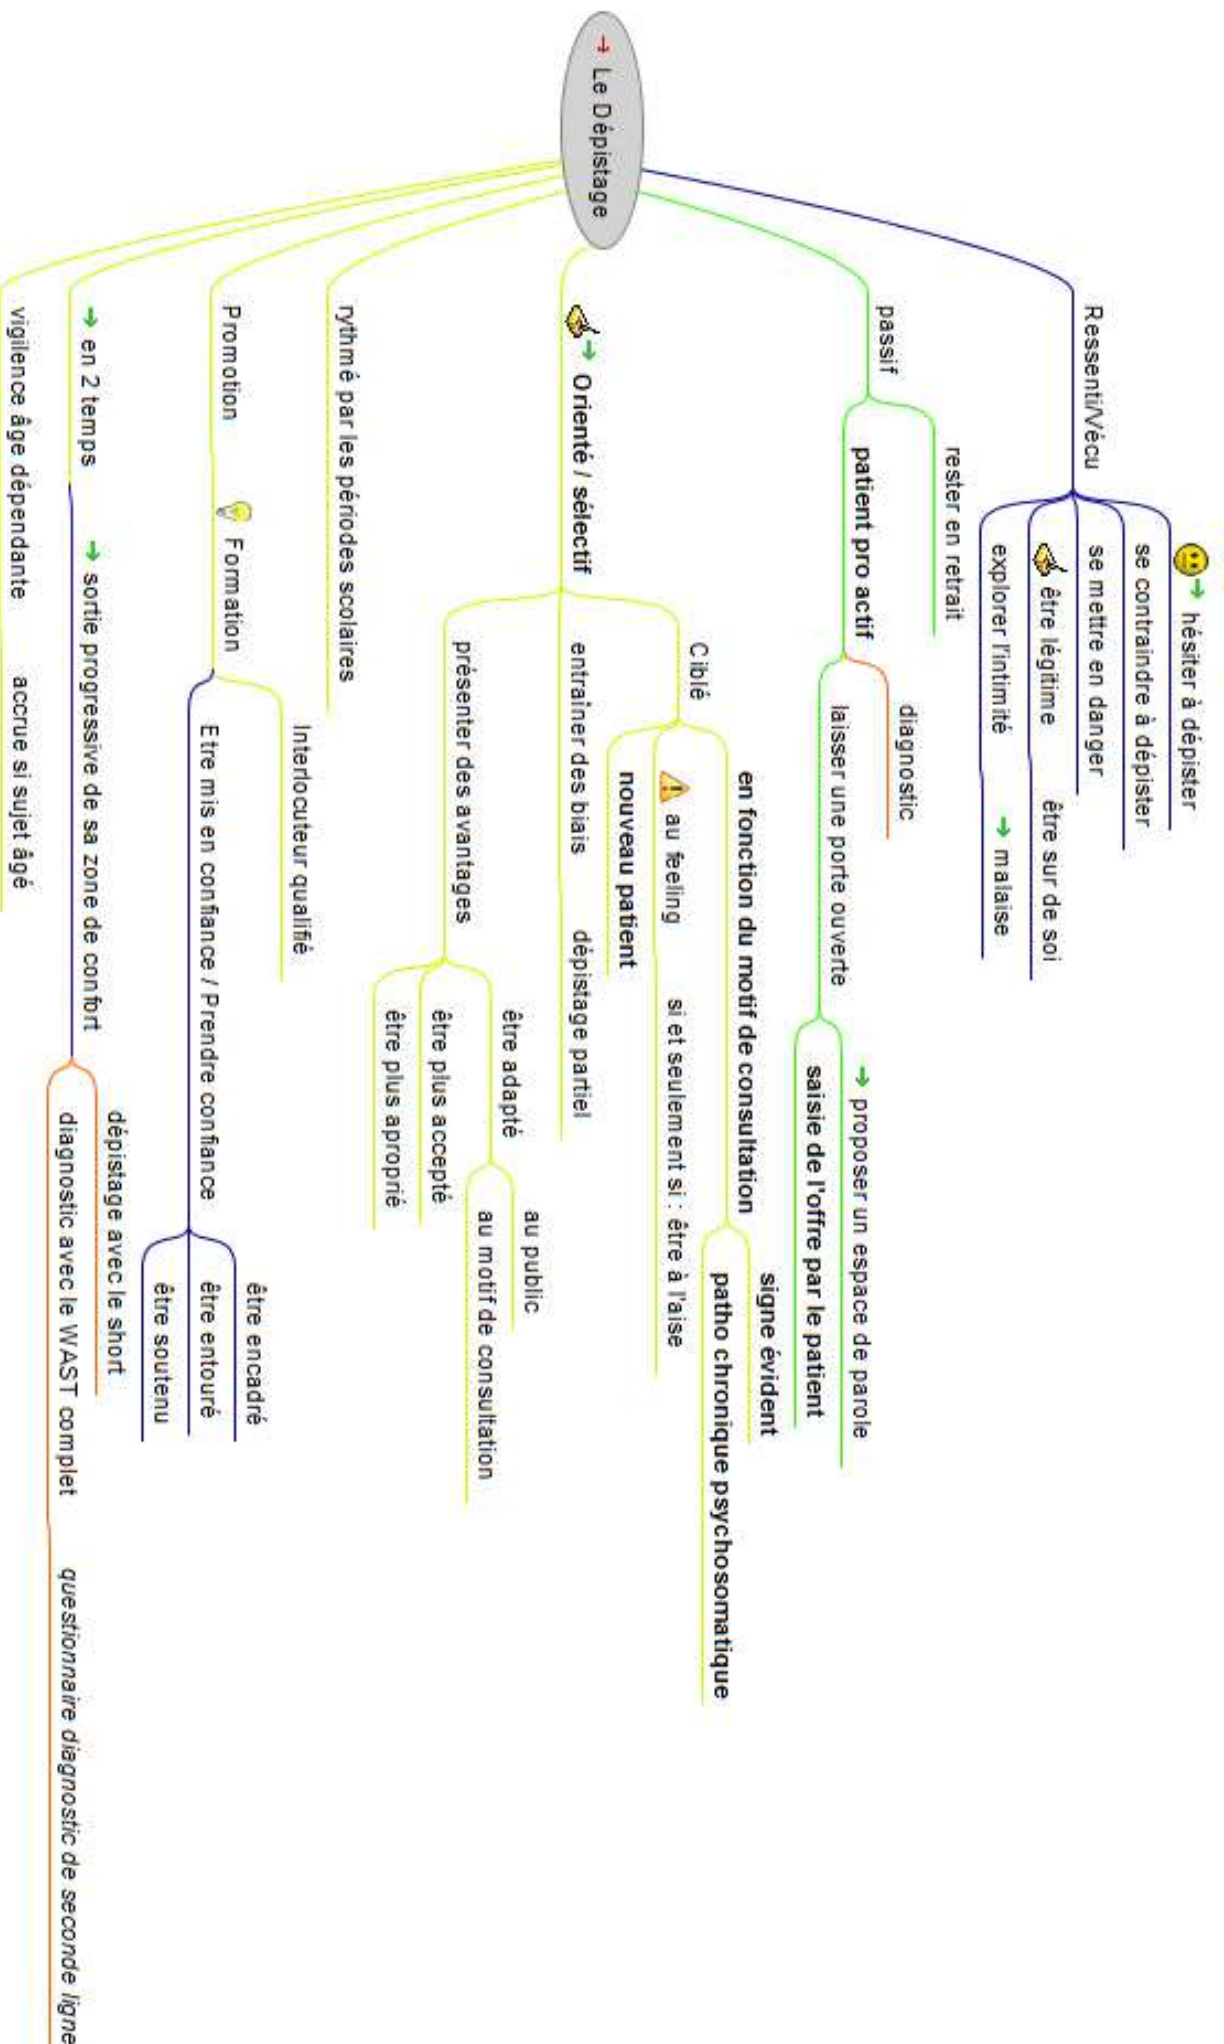 Le Dépistage
Ressenti/Vécu
hésiter à dépister
se contraindre à dépister
se mettre en danger
être légitime
être sur de soi
explorer l'intimité
malaise
passif
rester en retrait
patient pro actif
diagnostic
laisser une porte ouverte
proposer un espace de parole
saisie de l'offre par le patient
Orienté / sélectif
Ciblé
en fonction du motif de consultation
signe évident
patho chronique psychosomatique
au feeling
si et seulement si : être à l'aise
nouveau patient
entraîner des biais
dépistage partiel
présenter des avantages
être adapté
au public
au motif de consultation
être plus accepté
être plus aproprié
rythmé par les périodes scolaires
Promotion
Formation
Interlocuteur qualifié
Etre mis en confiance / Prendre confiance
être encadré
être entouré
être soutenu
en 2 temps
sortie progressive de sa zone de confort
dépistage avec le short
diagnostic avec le WAST complet
questionnaire diagnostic de seconde ligne
vigilence âge dépendante
accrue si sujet âgé